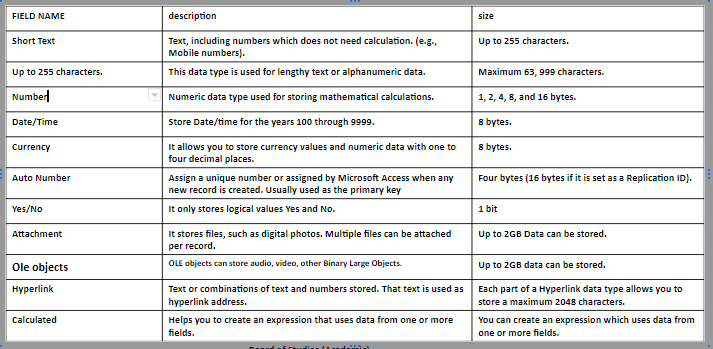 FIELD NAME description size
Short Text Text, including numbers which does not need calculation. (e.g., Up to 255 characters.
Mobile numbers).
Up to 255 characters. This data type is used for lengthy text or alphanumeric data. Maximum 63, 999 characters.
Number Numeric data type used for storing mathematical calculations. 1, 2, 4, 8, and 16 bytes.
Date/Time Store Date/time for the years 100 through 9999. 8 bytes.
Currency It allows you to store currency values and numeric data with one to 8 bytes.
four decimal places.
Auto Number Assign a unique number or assigned by Microsoft Access when any Four bytes (16 bytes if it is set as a Replication ID).
new record is created. Usually used as the primary key
Yes/No It only stores logical values Yes and No. 1 bit
Attachment It stores files, such as digital photos. Multiple files can be attached Up to 2GB Data can be stored.
per record.
Ole objects OLE objects can store audio, video, other Binary Large Objects. Up to 2GB data can be stored.
Hyperlink Text or combinations of text and numbers stored. That text is used as Each part of a Hyperlink data type allows you to
hyperlink address. store a maximum 2048 characters.
Calculated Helps you to create an expression that uses data from one or more You can create an expression which uses data from
fields. one or more fields.